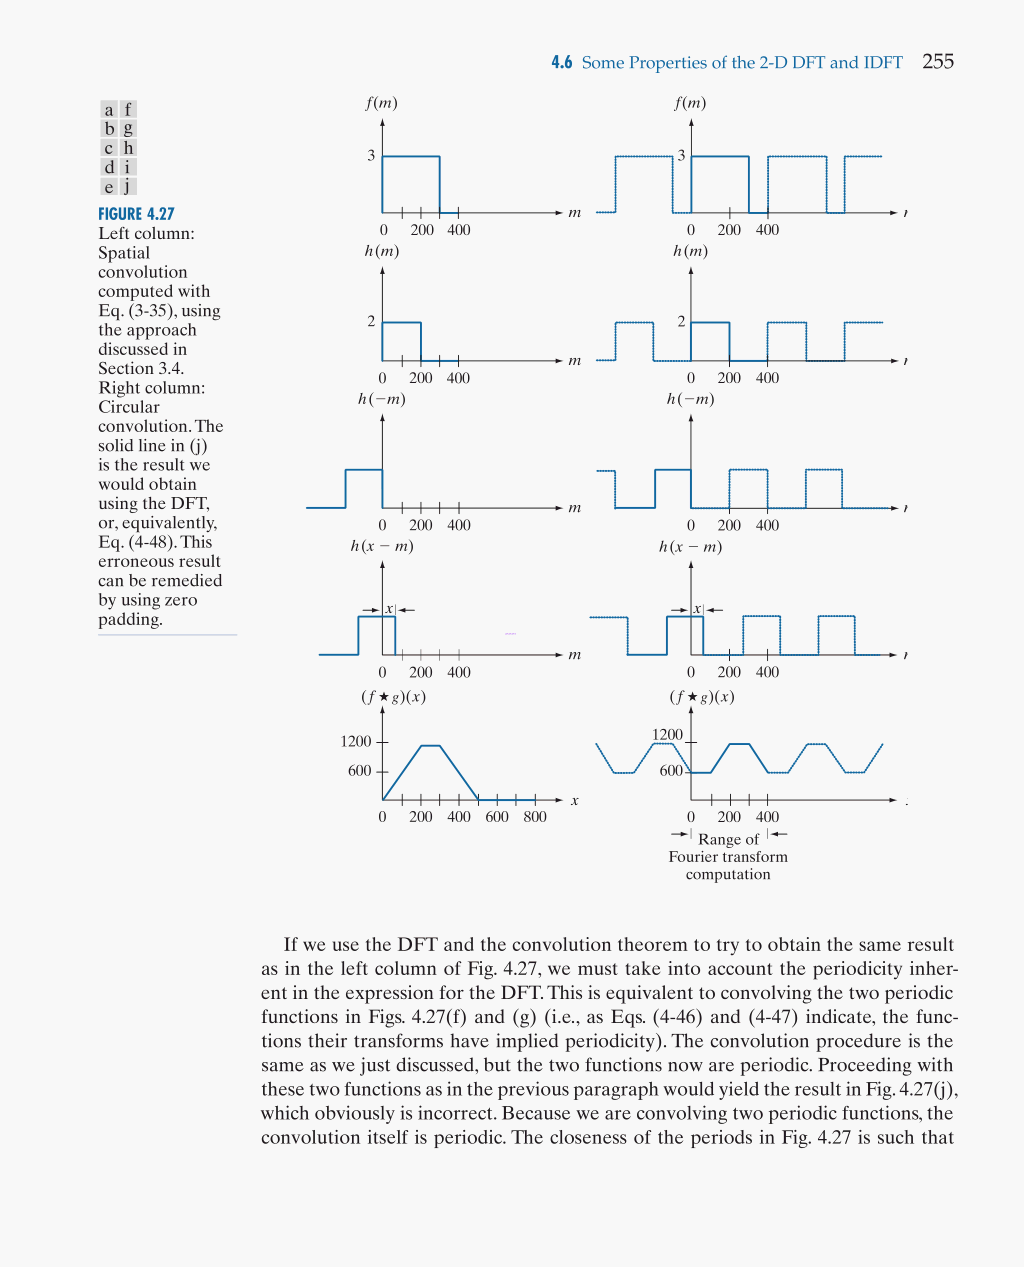 4.6 Some Properties of the 2-D DFT and IDFT 255
a f
b g
c h
d i
e j
FIGURE 4.27
Left column:
Spatial
convolution
computed with
Eq. (3-35), using
the approach
discussed in
Section 3.4.
Right column:
Circular
convolution. The
solid line in (j)
is the result we
would obtain
using the DFT,
or, equivalently,
Eq. (4-48). This
erroneous result
can be remedied
by using zero
padding.
f(m)
3
m
0 200 400
h(m)
2
m
0 200 400
h(−m)
m
0 200 400
h(x − m)
x
m
0 200 400
(f ★ g)(x)
1200
600
x
0 200 400 600 800
f(m)
3
0 200 400
h(m)
2
0 200 400
h(−m)
0 200 400
h(x − m)
x
0 200 400
(f ★ g)(x)
1200
600
0 200 400
Range of
Fourier transform
computation
If we use the DFT and the convolution theorem to try to obtain the same result
as in the left column of Fig. 4.27, we must take into account the periodicity inher-
ent in the expression for the DFT. This is equivalent to convolving the two periodic
functions in Figs. 4.27(f) and (g) (i.e., as Eqs. (4-46) and (4-47) indicate, the func-
tions their transforms have implied periodicity). The convolution procedure is the
same as we just discussed, but the two functions now are periodic. Proceeding with
these two functions as in the previous paragraph would yield the result in Fig. 4.27(j),
which obviously is incorrect. Because we are convolving two periodic functions, the
convolution itself is periodic. The closeness of the periods in Fig. 4.27 is such that